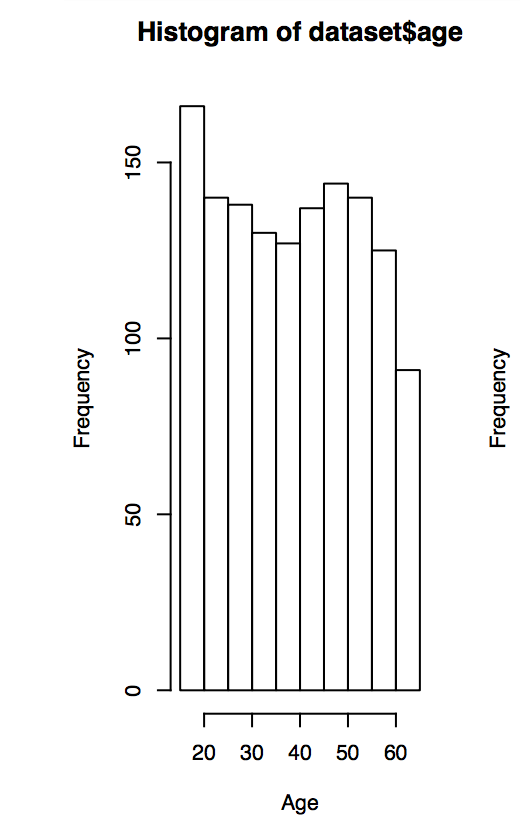 Histogram of dataset$age
Frequency
150
100
50
0
20 30 40 50 60
Age
Frequency